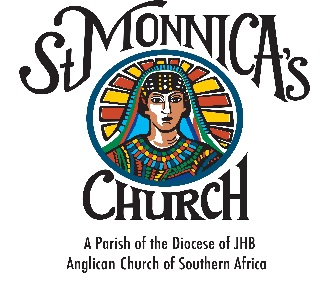 St MONNICA's
CHURCH
A Parish of the Diocese of JHB
Anglican Church of Southern Africa